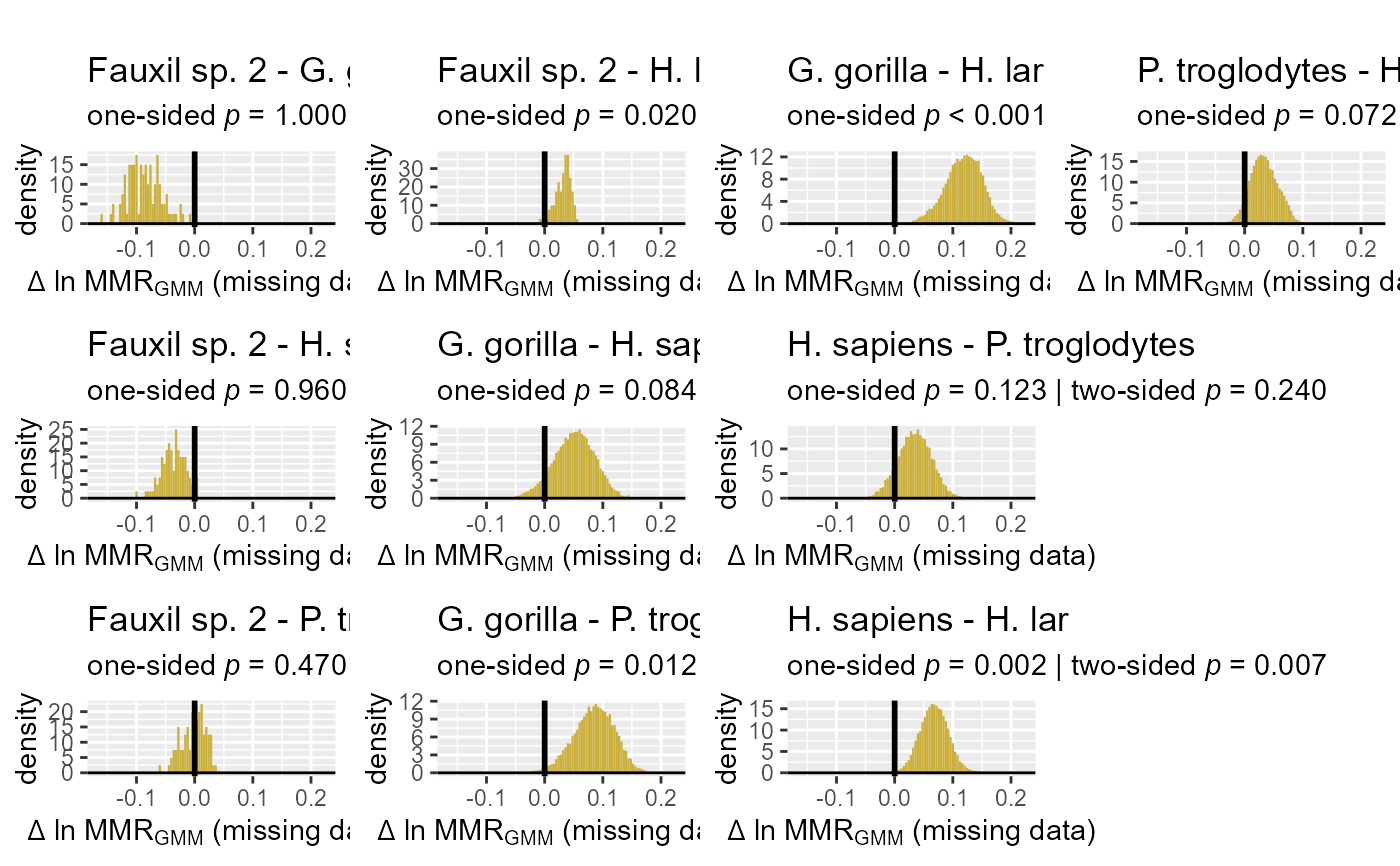 Fauxil sp. 2 - G. g
one-sided p = 1.000
density
15
10
5
0
-0.1 0.0 0.1 0.2
Δ ln MMRGMM (missing da
Fauxil sp. 2 - H. l
one-sided p = 0.020
density
30
20
10
0
-0.1 0.0 0.1 0.2
Δ ln MMRGMM (missing da
G. gorilla - H. lar
one-sided p < 0.001
density
12
8
4
0
-0.1 0.0 0.1 0.2
Δ ln MMRGMM (missing da
P. troglodytes - H
one-sided p = 0.072
density
15
10
5
0
-0.1 0.0 0.1 0.2
Δ ln MMRGMM (missing da
Fauxil sp. 2 - H. s
one-sided p = 0.960
density
25
20
15
10
5
0
-0.1 0.0 0.1 0.2
Δ ln MMRGMM (missing da
G. gorilla - H. sap
one-sided p = 0.084
density
12
9
6
3
0
-0.1 0.0 0.1 0.2
Δ ln MMRGMM (missing da
H. sapiens - P. troglodytes
one-sided p = 0.123 | two-sided p = 0.240
density
10
5
0
-0.1 0.0 0.1 0.2
Δ ln MMRGMM (missing data)
Fauxil sp. 2 - P. t
one-sided p = 0.470
density
20
15
10
5
0
-0.1 0.0 0.1 0.2
Δ ln MMRGMM (missing da
G. gorilla - P. trog
one-sided p = 0.012
density
12
9
6
3
0
-0.1 0.0 0.1 0.2
Δ ln MMRGMM (missing da
H. sapiens - H. lar
one-sided p = 0.002 | two-sided p = 0.007
density
15
10
5
0
-0.1 0.0 0.1 0.2
Δ ln MMRGMM (missing data)